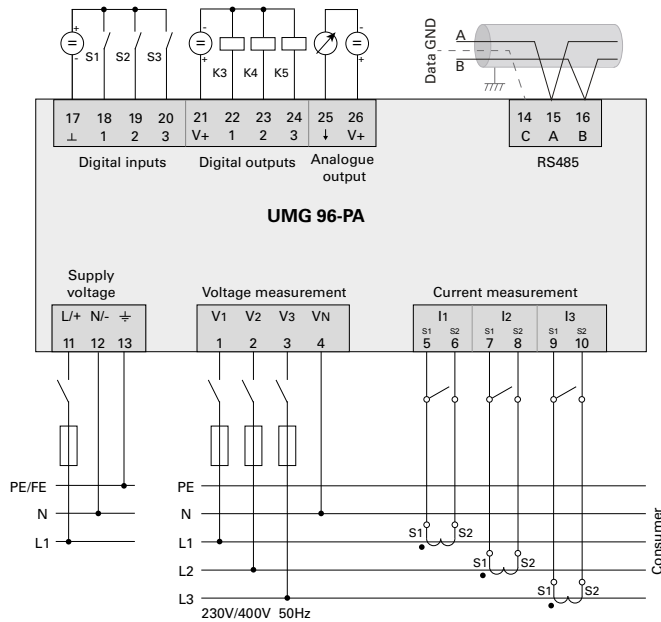 A
B
Data GND
S1 S2 S3 K3 K4 K5
+ - - + - +
17 18 19 20 21 22 23 24 25 26 14 15 16
⊥ 1 2 3 V+ 1 2 3 ↓ V+ C A B
Digital inputs Digital outputs Analogue output RS485
UMG 96-PA
Supply voltage Voltage measurement Current measurement
L/+ N/- ⏚ V1 V2 V3 VN I1 I2 I3
S1 S2 S1 S2 S1 S2
11 12 13 1 2 3 4 5 6 7 8 9 10
PE/FE PE
N N
S1 S2
L1 L1
S1 S2
L2
S1 S2
L3
230V/400V 50Hz
Consumer